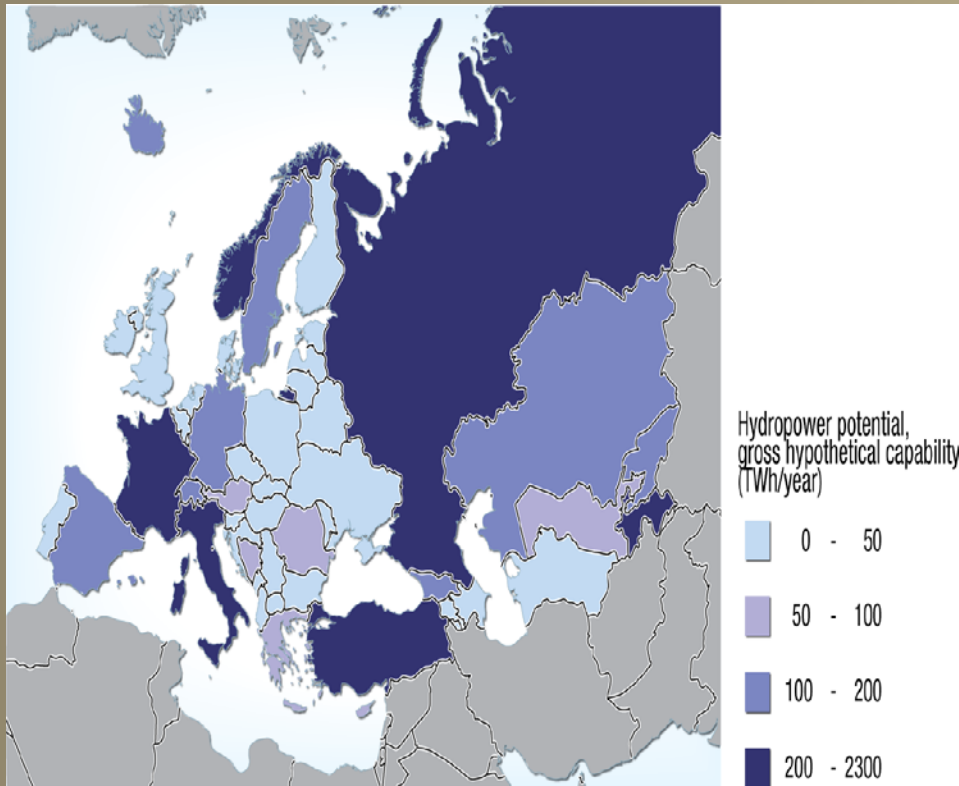 Hydropower potential,
gross hypothetical capability
(TWh/year)
0 - 50
50 - 100
100 - 200
200 - 2300